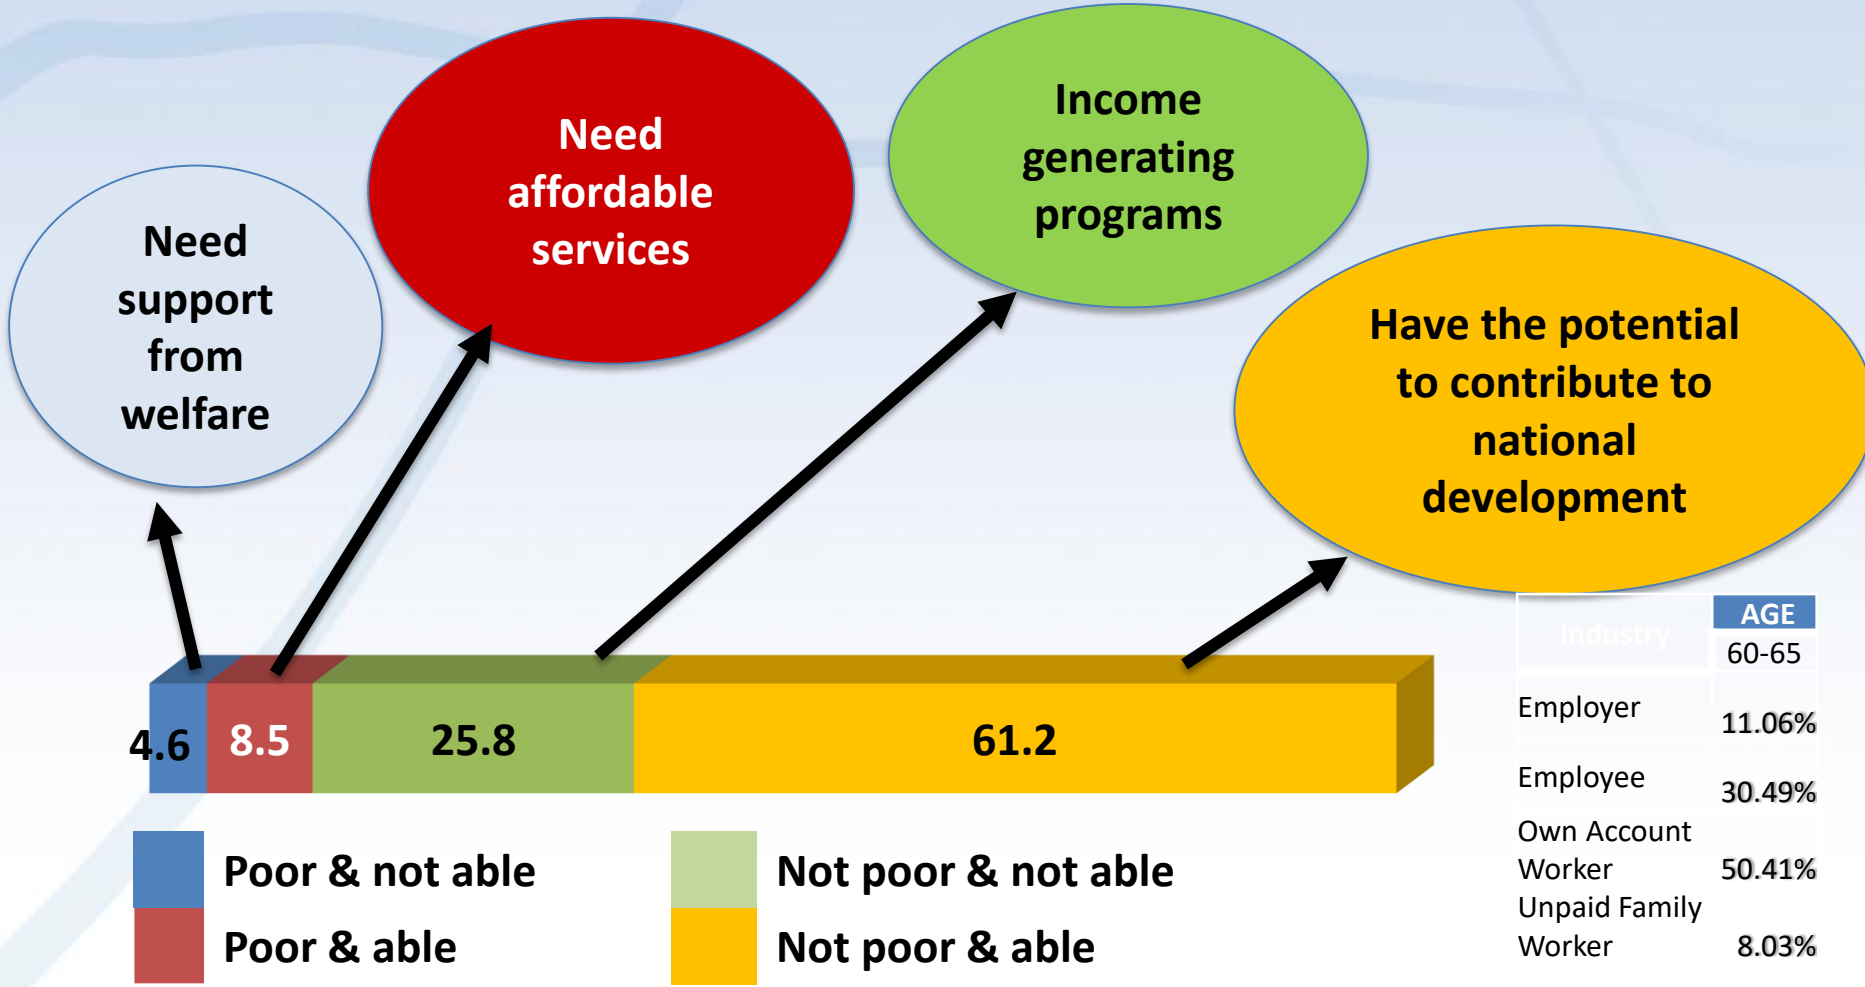 Need
support
from
welfare
Need
affordable
services
Income
generating
programs
Have the potential
to contribute to
national
development
4.6
8.5
25.8
61.2
Poor & not able
Poor & able
Not poor & not able
Not poor & able
Industry AGE
60-65
Employer 11.06%
Employee 30.49%
Own Account
Worker 50.41%
Unpaid Family
Worker 8.03%